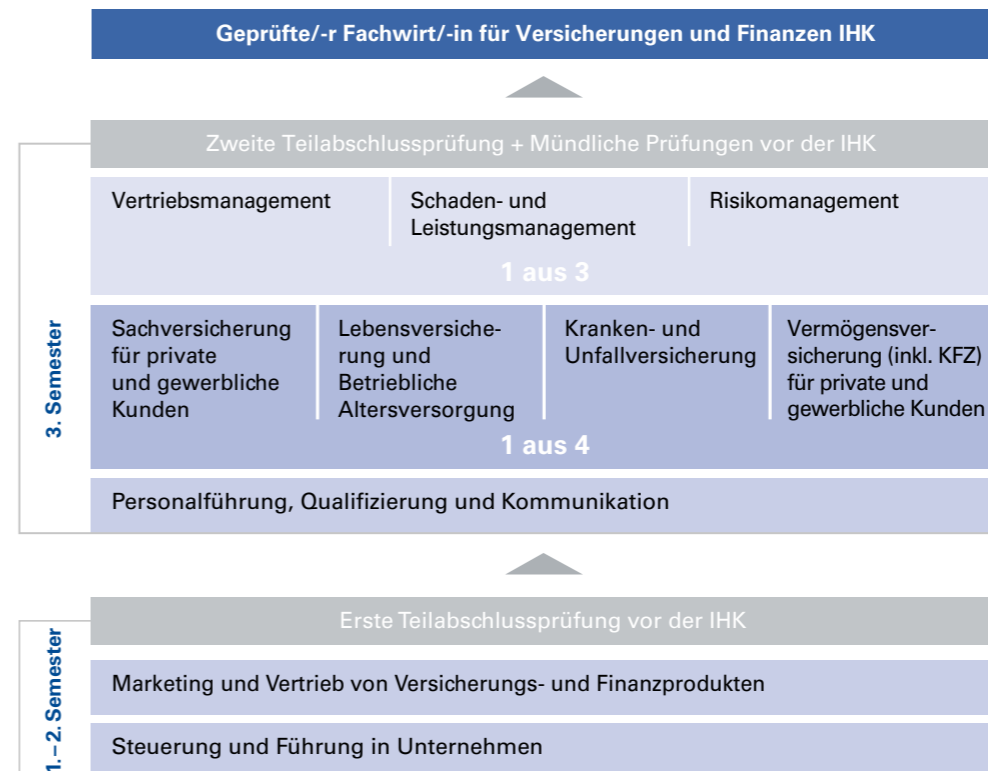 Geprüfte/-r Fachwirt/-in für Versicherungen und Finanzen IHK
Zweite Teilabschlussprüfung + Mündliche Prüfungen vor der IHK
Vertriebsmanagement
Schaden- und
Leistungsmanagement
Risikomanagement
1 aus 3
3. Semester
Sachversicherung
für private
und gewerbliche
Kunden
Lebensversiche-
rung und
Betriebliche
Altersversorgung
Kranken- und
Unfallversicherung
Vermögensver-
sicherung (inkl. KFZ)
für private und
gewerbliche Kunden
1 aus 4
Personalführung, Qualifizierung und Kommunikation
Erste Teilabschlussprüfung vor der IHK
1.–2. Semester
Marketing und Vertrieb von Versicherungs- und Finanzprodukten
Steuerung und Führung in Unternehmen